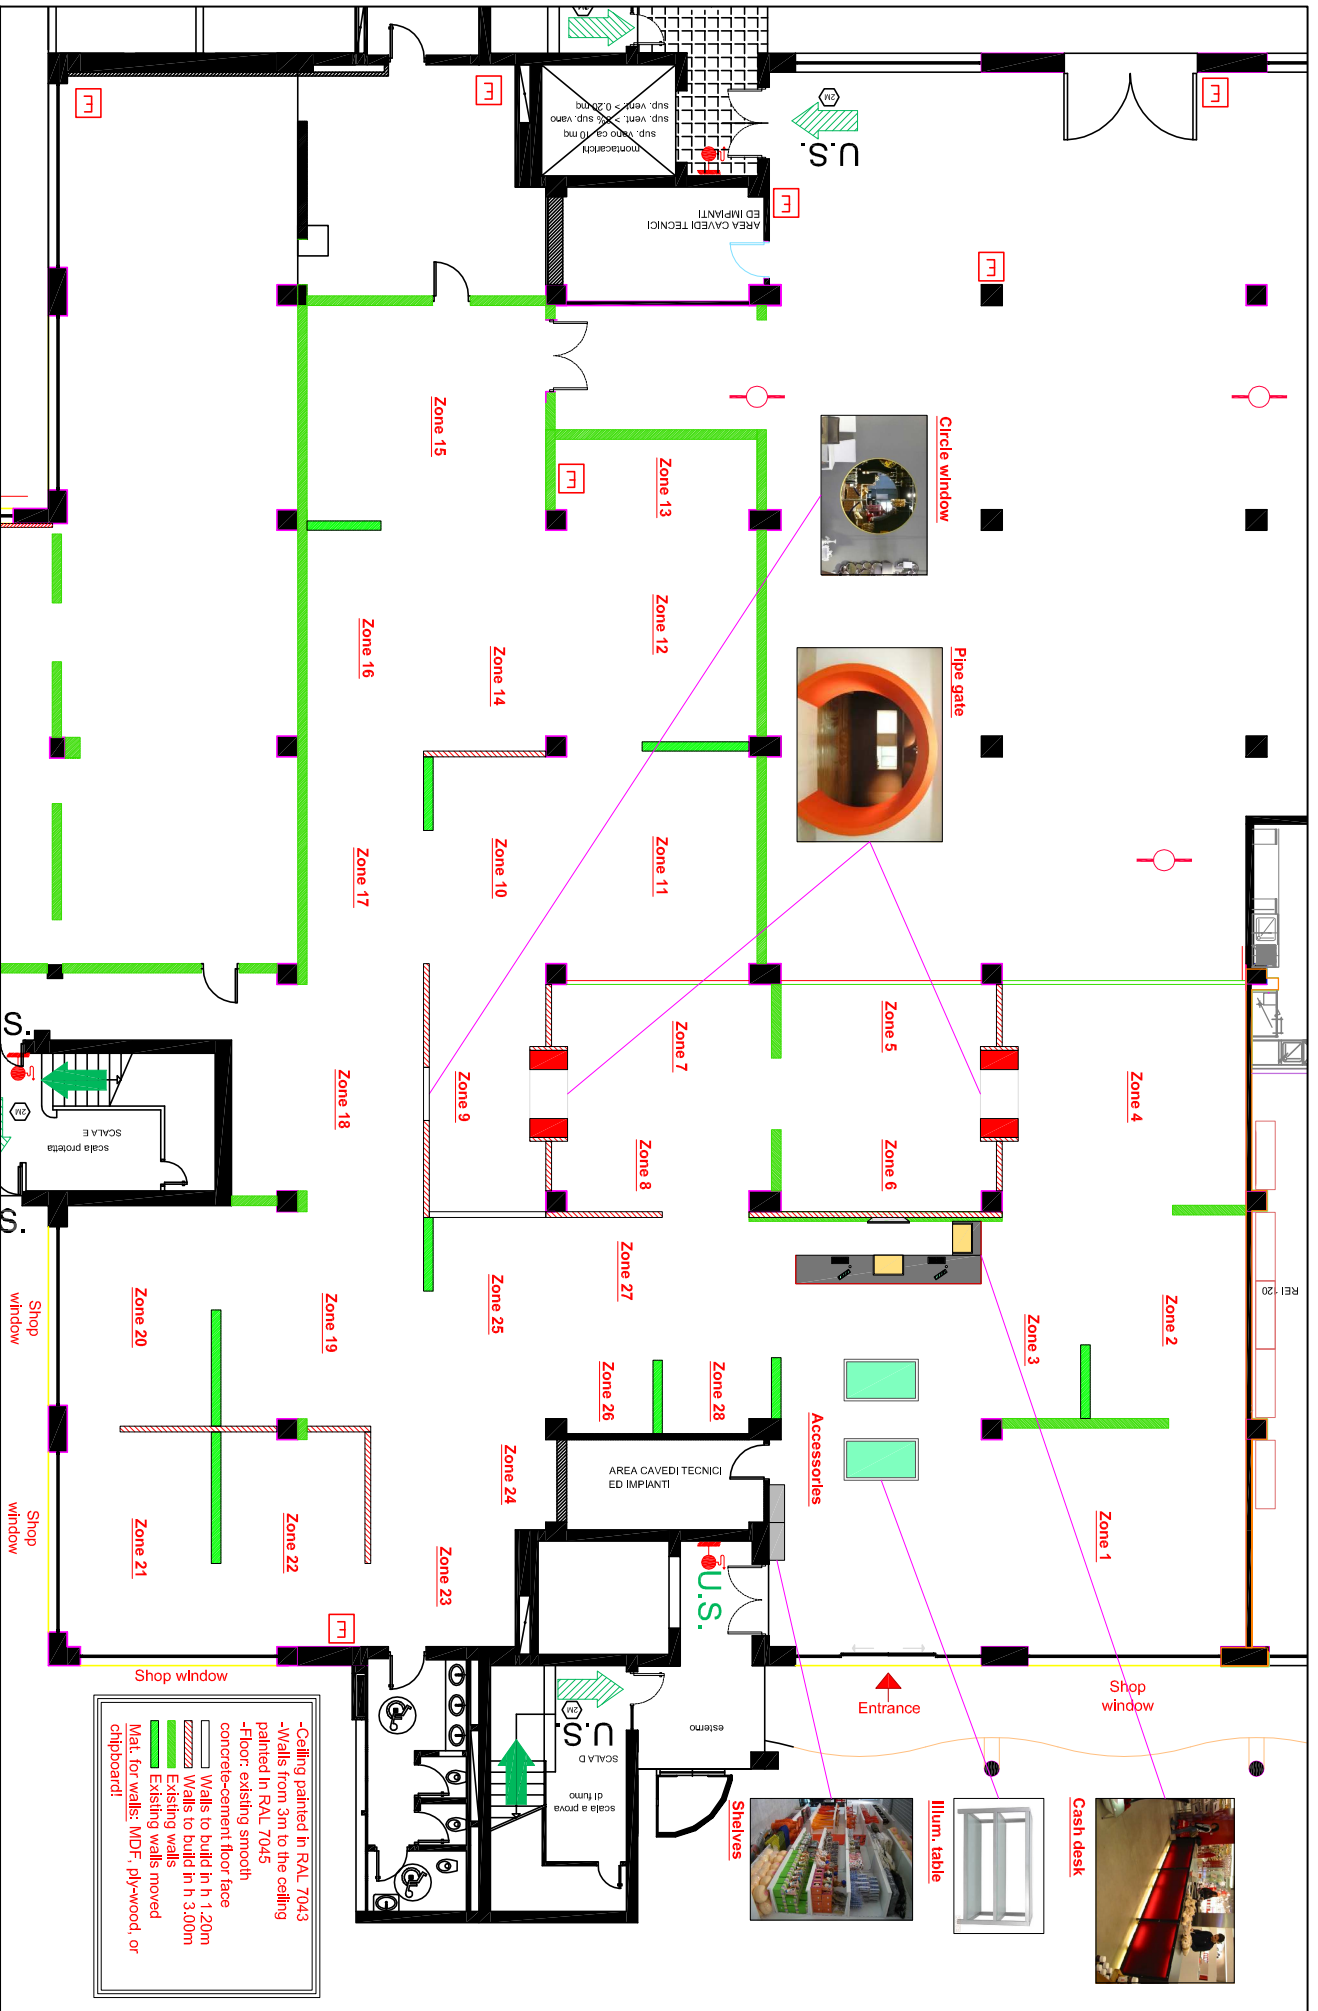 2M
E
E
E
montacarichi
sup. vano ca. 10 mq
sup. vent. > 3% sup. vano
sup. vent. > 0.20 mq
2M
U.S.
E
AREA CAVEDI TECNICI
ED IMPIANTI
E
Circle window
Zone 15
E
Zone 13
Pipe gate
Zone 16
Zone 14
Zone 12
Zone 17
Zone 10
Zone 11
Zone 7
Zone 5
Zone 4
S.
2M
SCALA E
scala protetta
S.
Zone 18
Zone 9
Zone 8
Zone 6
Shop
window
Zone 20
Zone 19
Zone 25
Zone 27
Zone 3
Zone 2
REI 120
Zone 26
Zone 28
Accessories
Shop
window
Zone 21
Zone 22
Zone 24
Zone 23
AREA CAVEDI TECNICI
ED IMPIANTI
Zone 1
U.S.
E
Shop window
2M
U.S.
SCALA D
scala a prova
di fumo
esterno
Entrance
Shop
window
Shelves
Illum. table
Cash desk
-Ceiling painted in RAL 7043
-Walls from 3m to the ceiling
painted in RAL 7045
-Floor: existing smooth
concrete-cement floor face
Walls to build in h 1.20m
Walls to build in h 3.00m
Existing walls
Existing walls moved
Mat. for walls: MDF, ply-wood, or
chipboard!